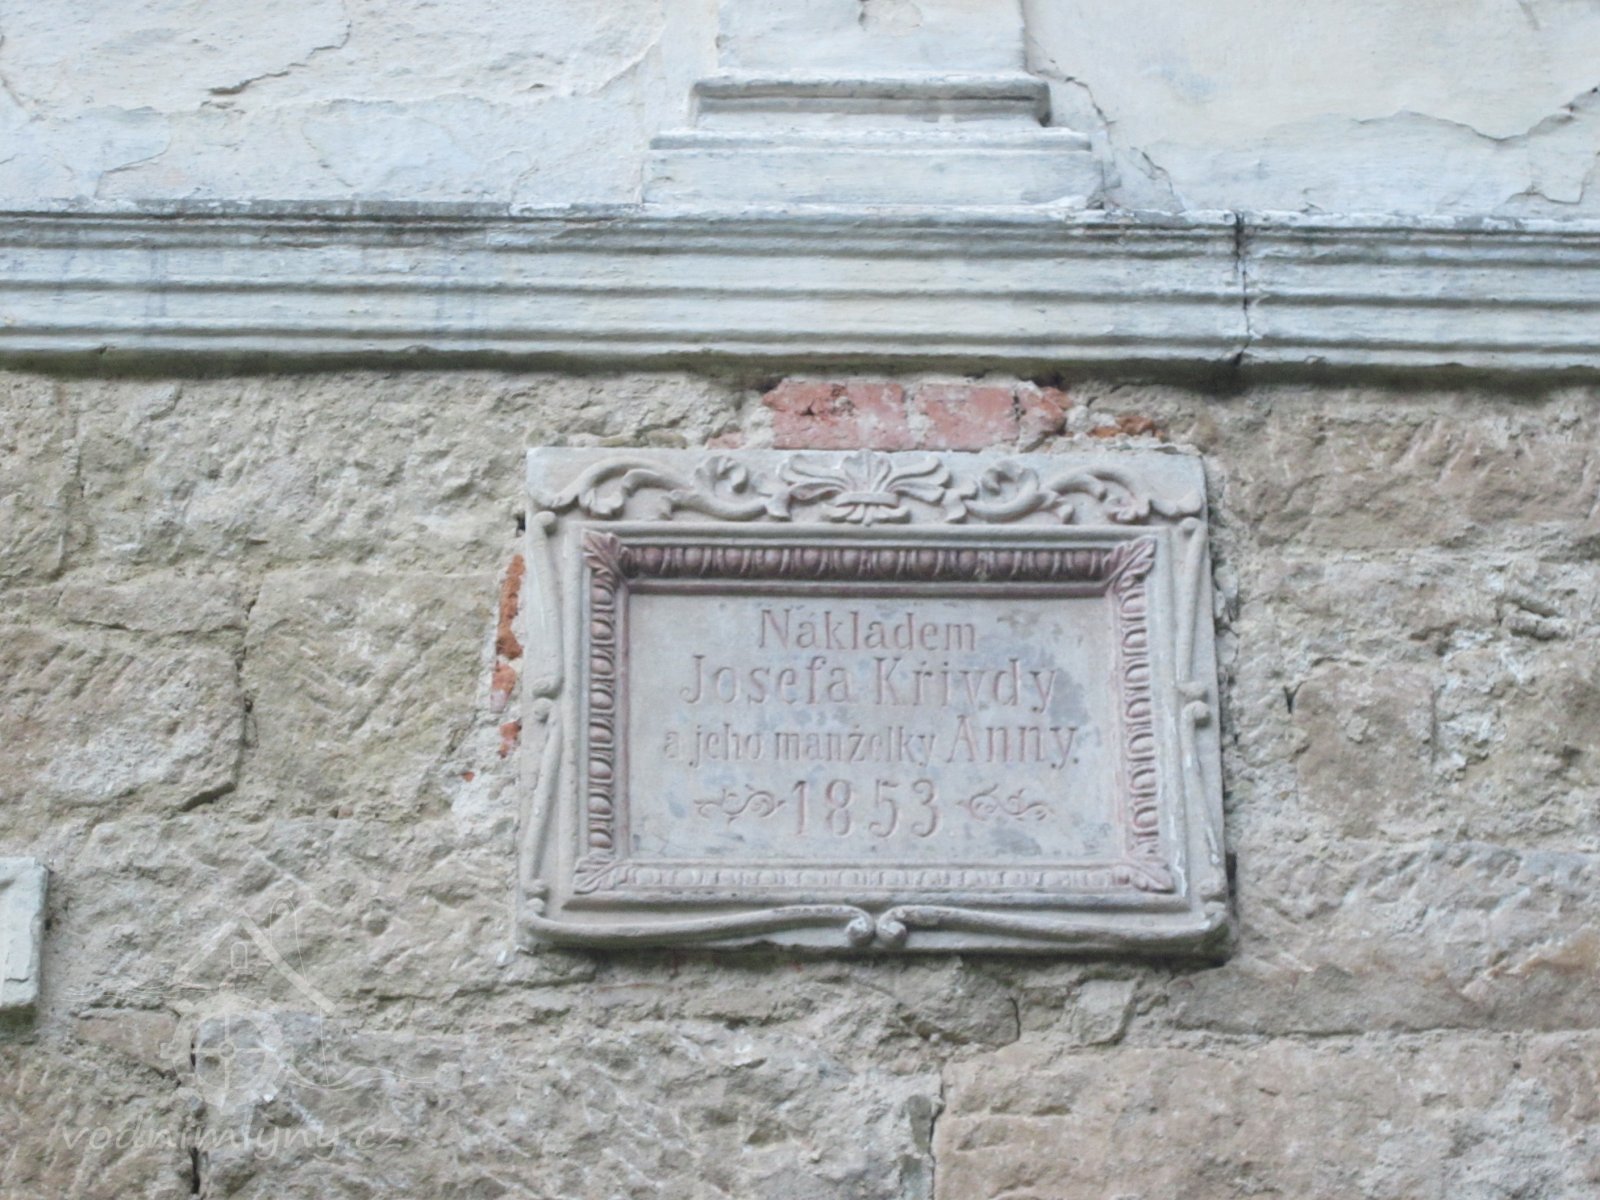 Nákladem
Josefa Křivdy
a jeho manželky Anny.
1853
vodnimlyny.cz